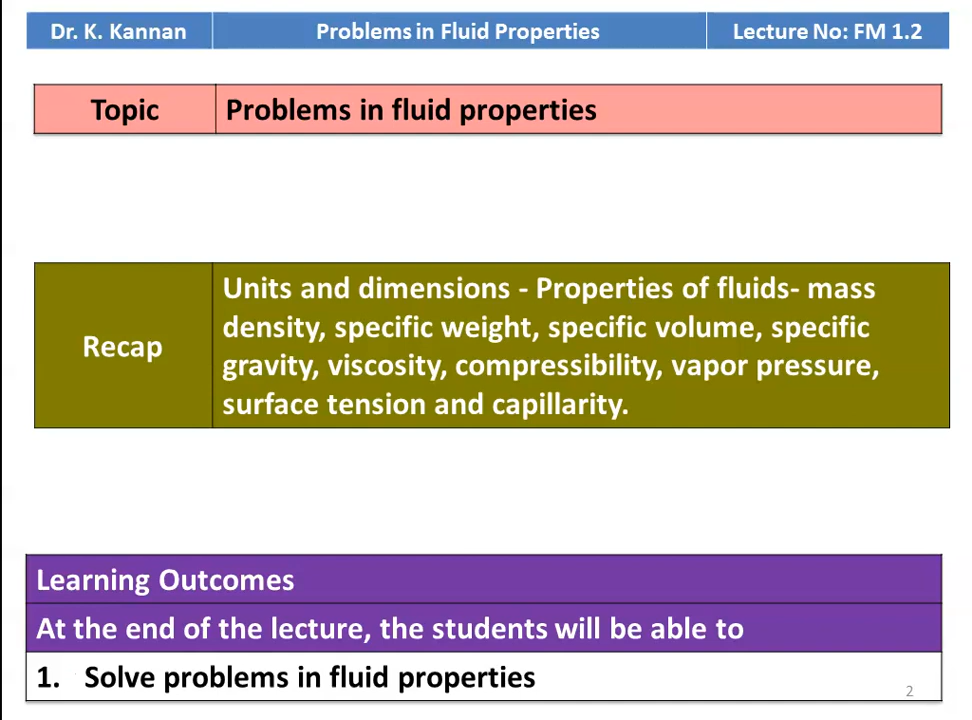 Dr. K. Kannan
Problems in Fluid Properties
Lecture No: FM 1.2
Topic
Problems in fluid properties
Recap
Units and dimensions - Properties of fluids- mass
density, specific weight, specific volume, specific
gravity, viscosity, compressibility, vapor pressure,
surface tension and capillarity.
Learning Outcomes
At the end of the lecture, the students will be able to
1. Solve problems in fluid properties
2